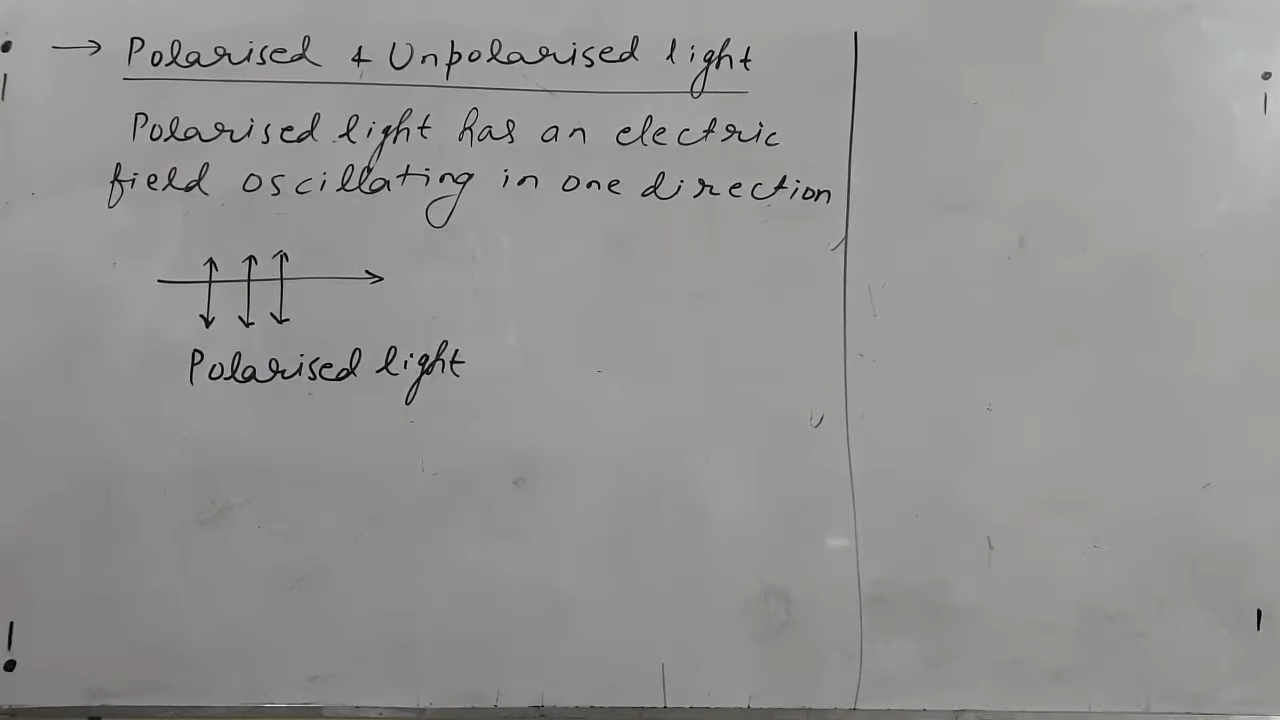 → Polarised & Unpolarised light
Polarised light has an electric
field oscillating in one direction
Polarised light